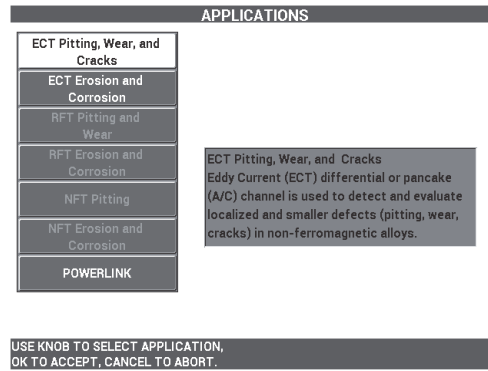 APPLICATIONS
ECT Pitting, Wear, and
Cracks
ECT Erosion and
Corrosion
RFT Pitting and
Wear
RFT Erosion and
Corrosion
NFT Pitting
NFT Erosion and
Corrosion
POWERLINK
ECT Pitting, Wear, and Cracks
Eddy Current (ECT) differential or pancake
(A/C) channel is used to detect and evaluate
localized and smaller defects (pitting, wear,
cracks) in non-ferromagnetic alloys.
USE KNOB TO SELECT APPLICATION,
OK TO ACCEPT, CANCEL TO ABORT.